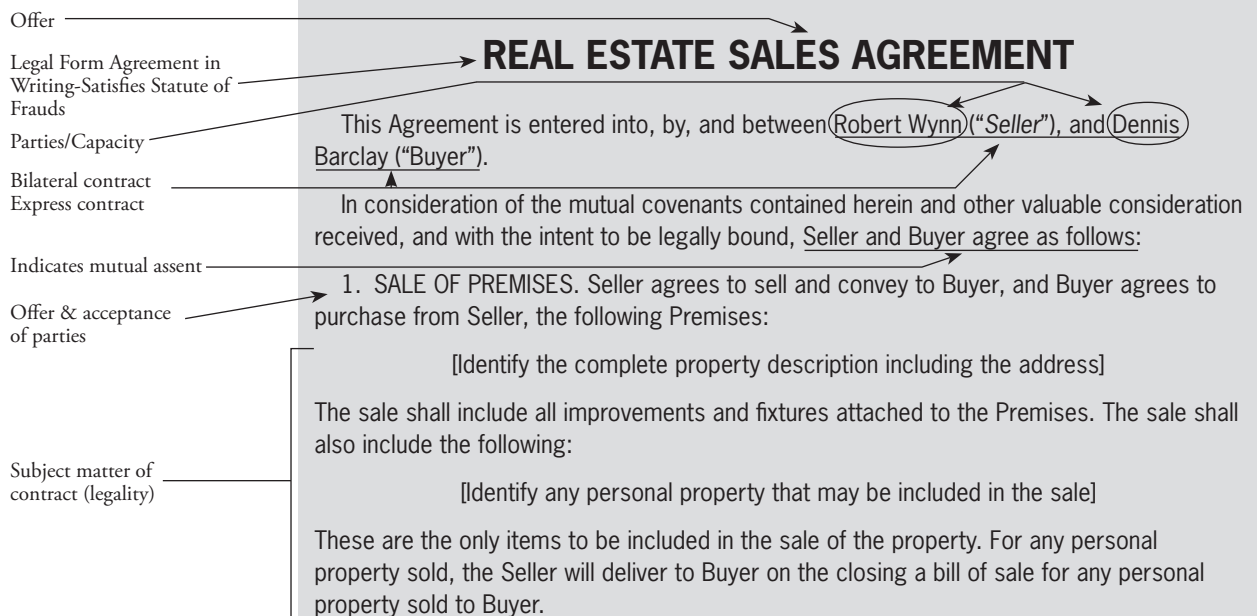 Offer
Legal Form Agreement in
Writing-Satisfies Statute of
Frauds
Parties/Capacity
Bilateral contract
Express contract
Indicates mutual assent
Offer & acceptance
of parties
Subject matter of
contract (legality)
REAL ESTATE SALES AGREEMENT
This Agreement is entered into, by, and between Robert Wynn (“Seller”), and Dennis
Barclay (“Buyer”).
In consideration of the mutual covenants contained herein and other valuable consideration
received, and with the intent to be legally bound, Seller and Buyer agree as follows:
1. SALE OF PREMISES. Seller agrees to sell and convey to Buyer, and Buyer agrees to
purchase from Seller, the following Premises:
[Identify the complete property description including the address]
The sale shall include all improvements and fixtures attached to the Premises. The sale shall
also include the following:
[Identify any personal property that may be included in the sale]
These are the only items to be included in the sale of the property. For any personal
property sold, the Seller will deliver to Buyer on the closing a bill of sale for any personal
property sold to Buyer.